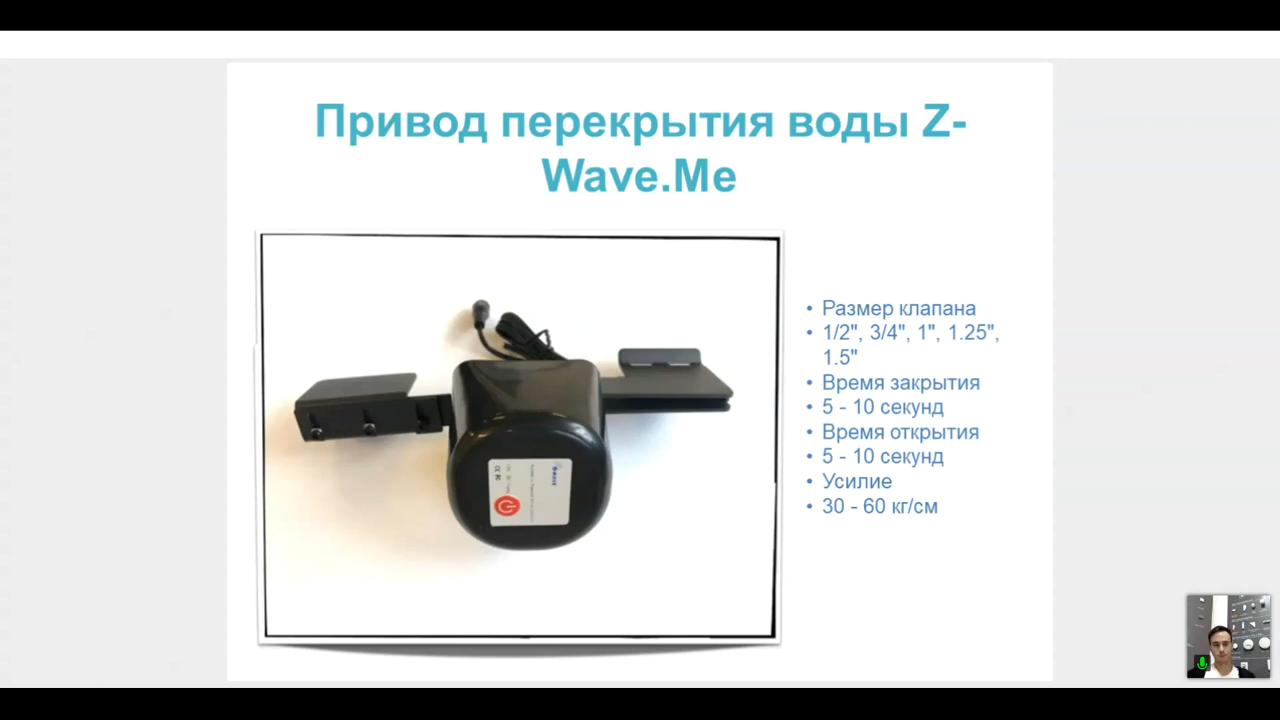 Привод перекрытия воды Z-
Wave.Me
• Размер клапана
• 1/2", 3/4", 1", 1.25",
1.5"
• Время закрытия
• 5 - 10 секунд
• Время открытия
• 5 - 10 секунд
• Усилие
• 30 - 60 кг/см